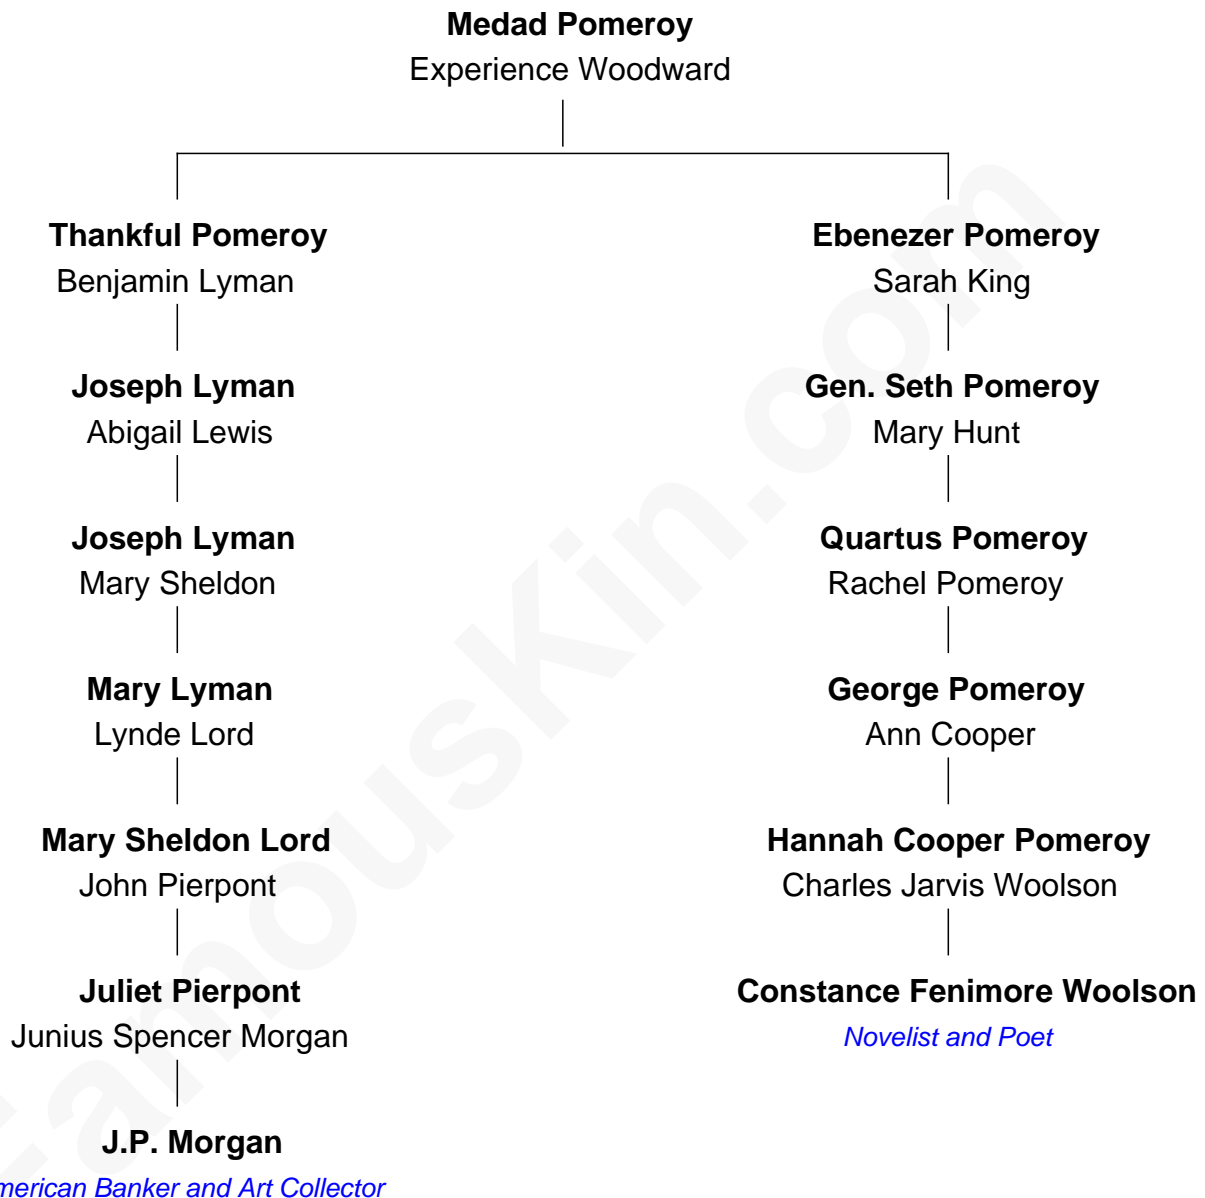 Medad Pomeroy
Experience Woodward
Thankful Pomeroy
Benjamin Lyman
Ebenezer Pomeroy
Sarah King
Joseph Lyman
Abigail Lewis
Gen. Seth Pomeroy
Mary Hunt
Joseph Lyman
Mary Sheldon
Quartus Pomeroy
Rachel Pomeroy
Mary Lyman
Lynde Lord
George Pomeroy
Ann Cooper
Mary Sheldon Lord
John Pierpont
Hannah Cooper Pomeroy
Charles Jarvis Woolson
Juliet Pierpont
Junius Spencer Morgan
Constance Fenimore Woolson
Novelist and Poet
J.P. Morgan
merican Banker and Art Collector
FamousKin.com